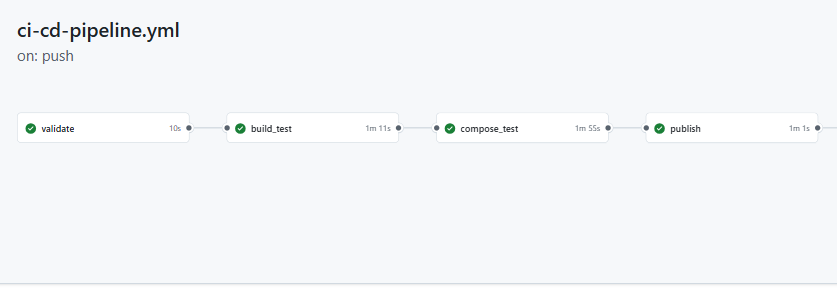 ci-cd-pipeline.yml
on: push
validate 10s
build_test 1m 11s
compose_test 1m 55s
publish 1m 1s